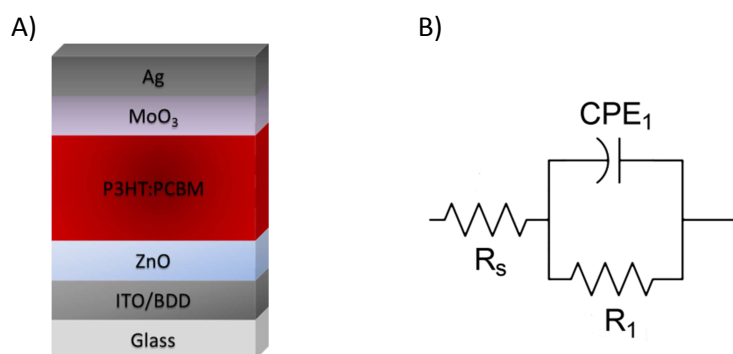 A)
Ag
MoO₃
P3HT:PCBM
ZnO
ITO/BDD
Glass
B)
CPE₁
Rₛ
R₁